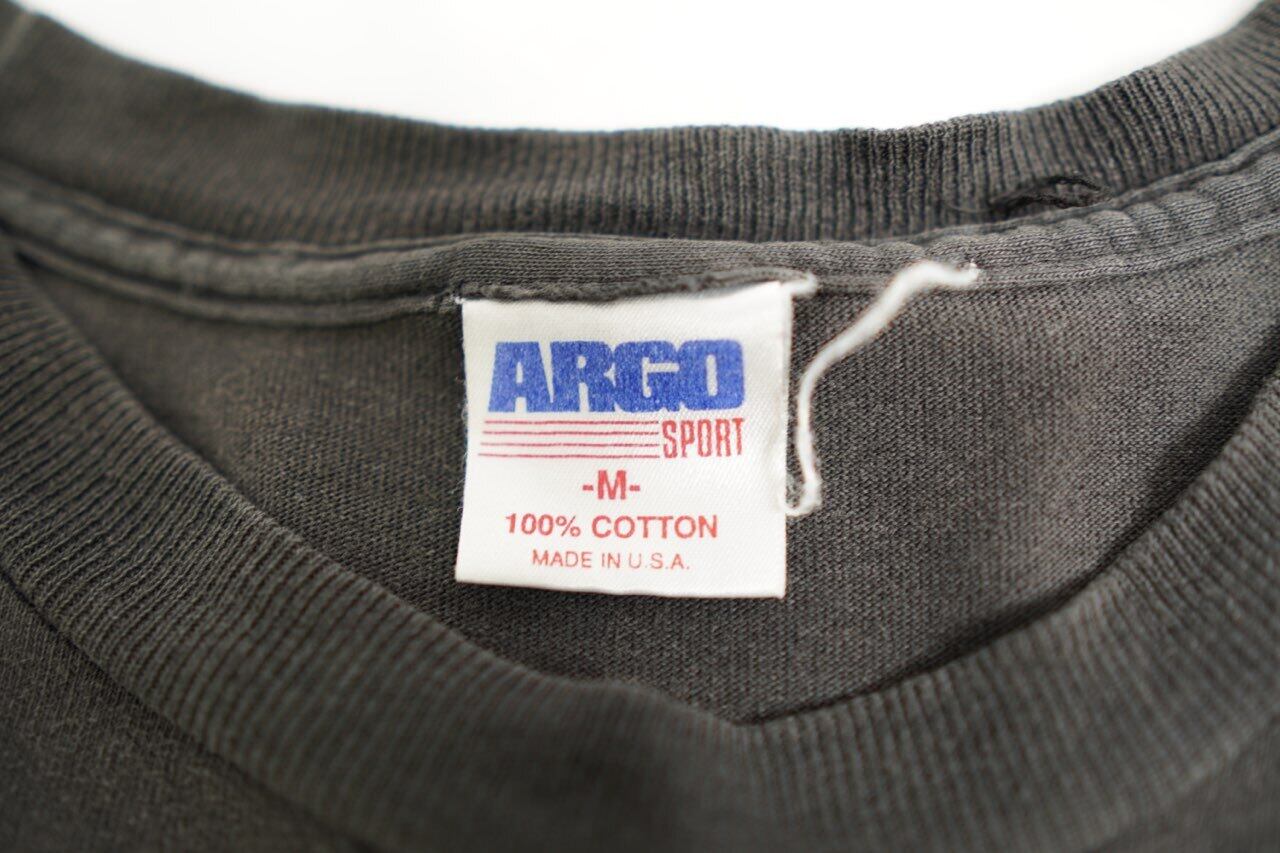 ARGO
SPORT
-M-
100% COTTON
MADE IN U.S.A.